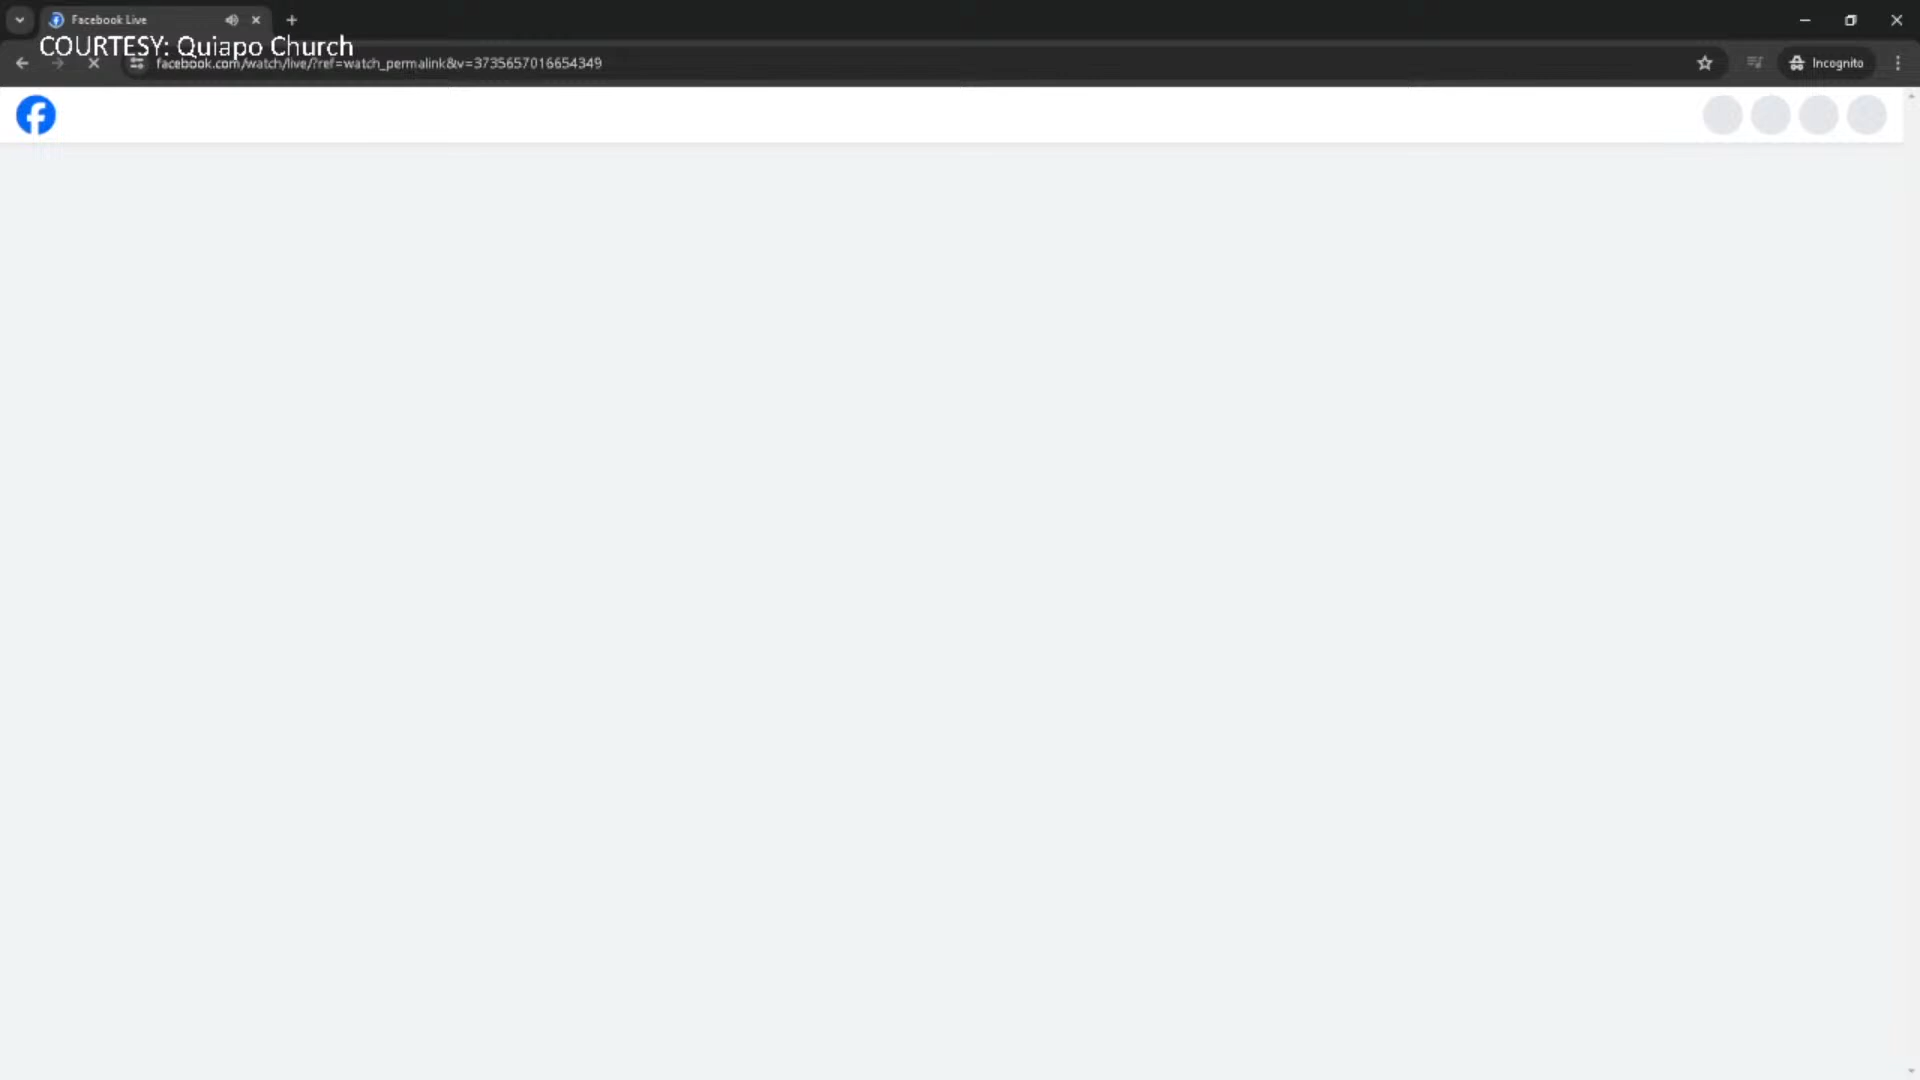 Facebook Live
COURTESY: Quiapo Church
facebook.com/watch/live/?ref=watch_permalink&v=3735657016654349
Incognito